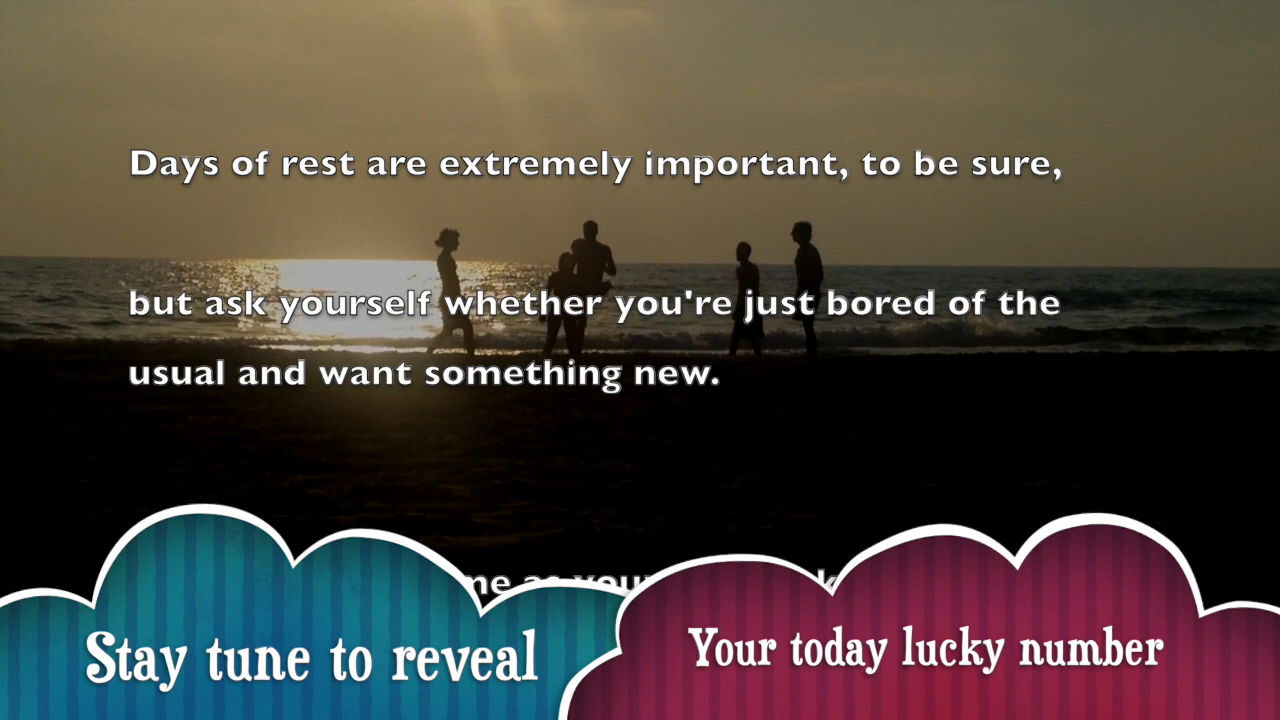 Days of rest are extremely important, to be sure,
but ask yourself whether you're just bored of the
usual and want something new.
Stay tune to reveal
Your today lucky number